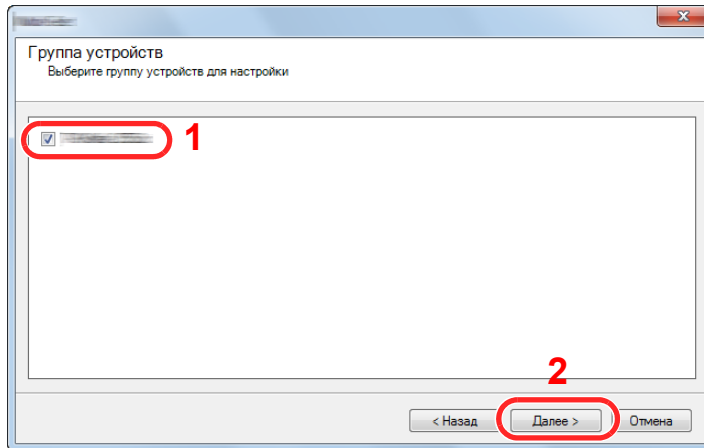 Группа устройств
Выберите группу устройств для настройки
1
2
< Назад
Далее >
Отмена